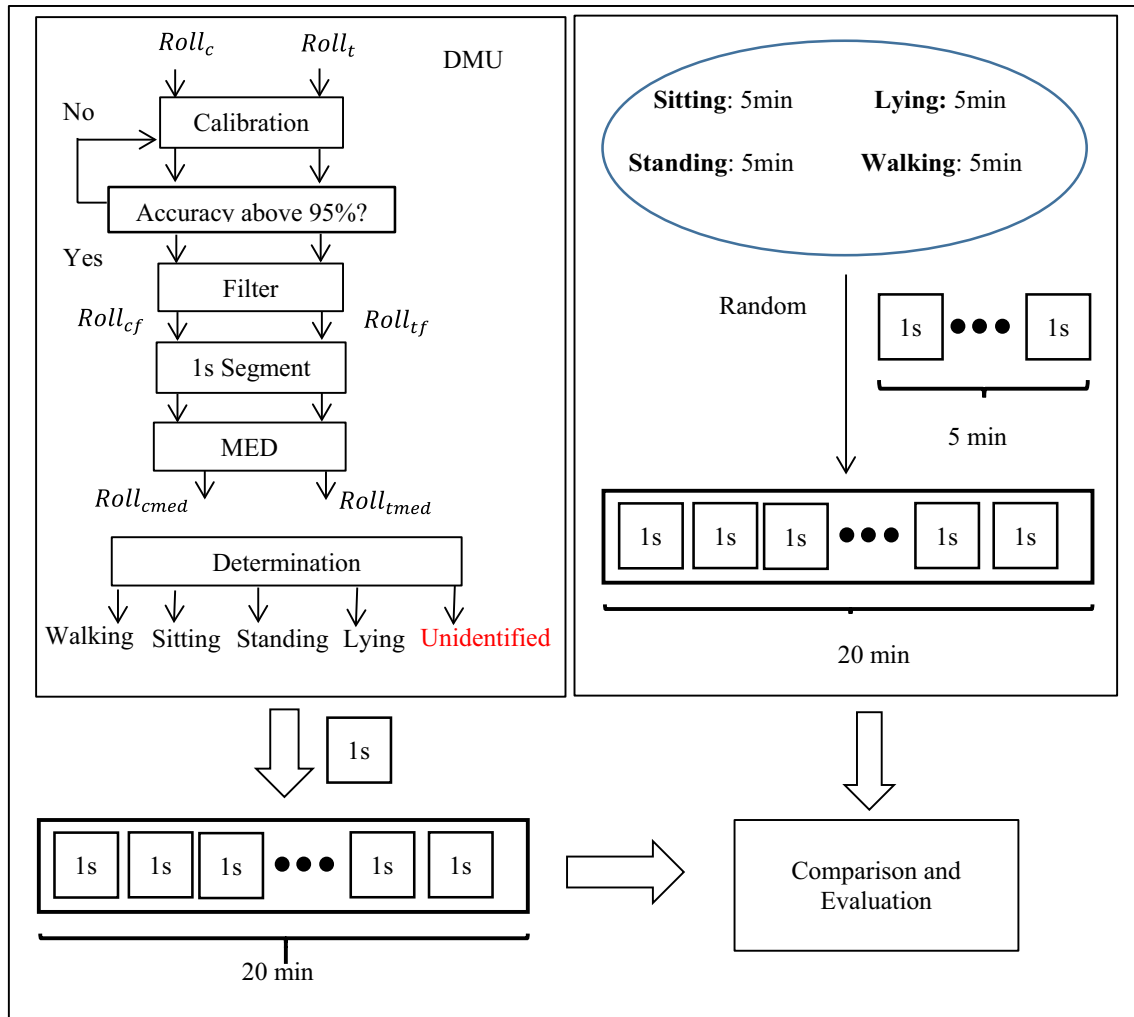 Roll_c Roll_t
DMU
No
Calibration
Accuracy above 95%?
Yes
Filter
Roll_cf Roll_tf
1s Segment
MED
Roll_cmed Roll_tmed
Determination
Walking Sitting Standing Lying Unidentified
1s
1s 1s 1s ●●● 1s 1s
20 min
Sitting: 5min Lying: 5min
Standing: 5min Walking: 5min
Random
1s ●●● 1s
5 min
1s 1s 1s ●●● 1s 1s
20 min
Comparison and
Evaluation